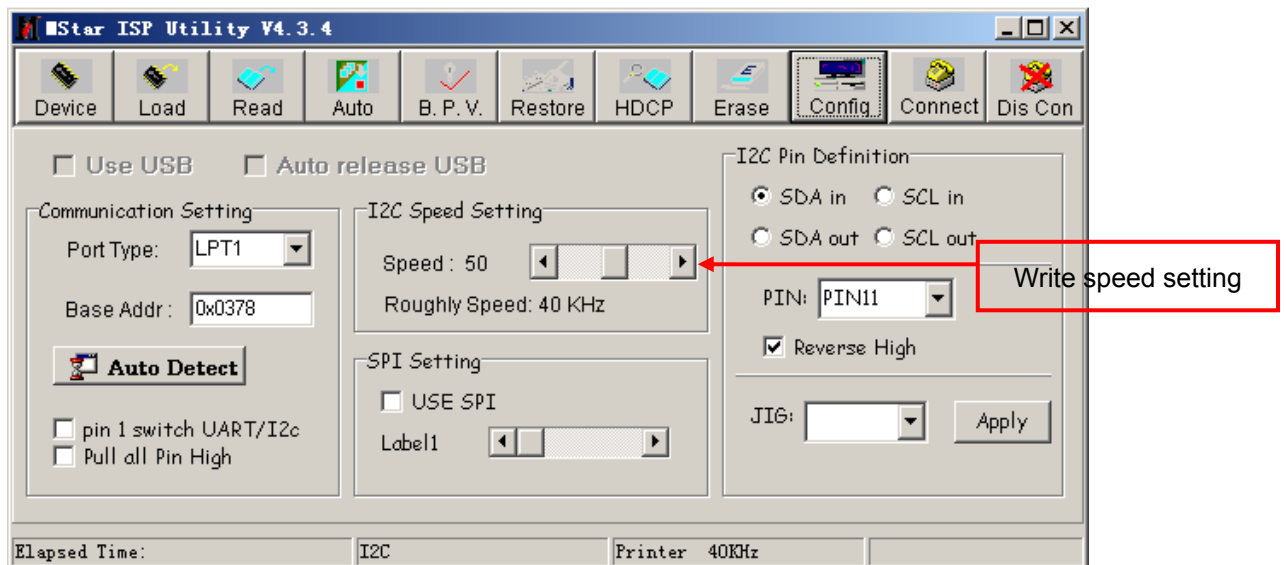 MStar ISP Utility V4.3.4
Device Load Read Auto B. P. V. Restore HDCP Erase Config Connect Dis Con
Use USB Auto release USB
Communication Setting
Port Type: LPT1
Base Addr : 0x0378
Auto Detect
pin 1 switch UART/I2c
Pull all Pin High
I2C Speed Setting
Speed : 50
Roughly Speed: 40 KHz
SPI Setting
USE SPI
Label1
I2C Pin Definition
SDA in SCL in
SDA out SCL out
PIN: PIN11
Reverse High
JIG: Apply
Write speed setting
Elapsed Time: I2C Printer 40KHz